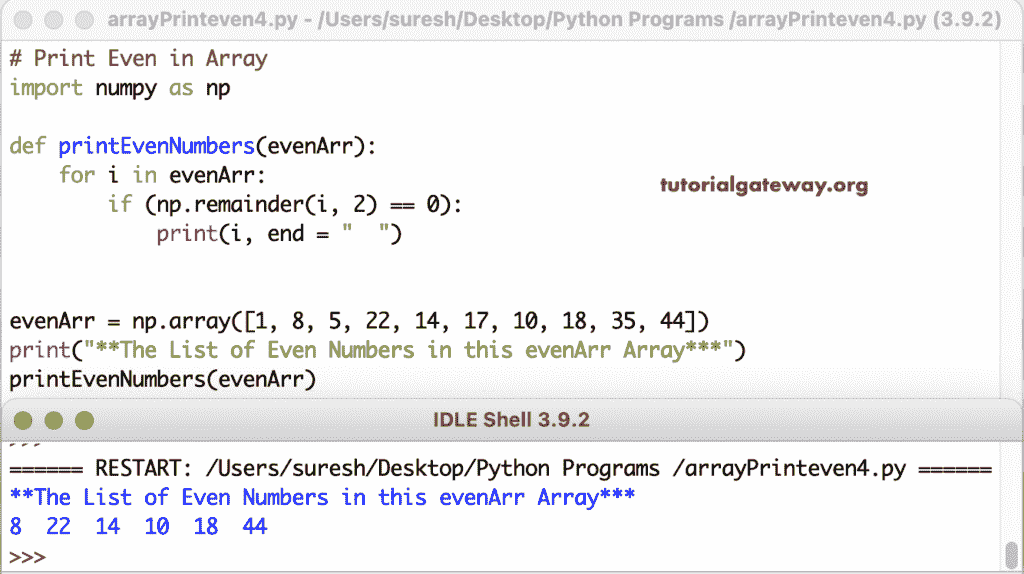 arrayPrinteven4.py - /Users/suresh/Desktop/Python Programs /arrayPrinteven4.py (3.9.2)
# Print Even in Array
import numpy as np
def printEvenNumbers(evenArr):
    for i in evenArr:
tutorialgateway.org
        if (np.remainder(i, 2) == 0):
            print(i, end = "  ")
evenArr = np.array([1, 8, 5, 22, 14, 17, 10, 18, 35, 44])
print("**The List of Even Numbers in this evenArr Array***")
printEvenNumbers(evenArr)
IDLE Shell 3.9.2
>>>
====== RESTART: /Users/suresh/Desktop/Python Programs /arrayPrinteven4.py ======
**The List of Even Numbers in this evenArr Array***
8  22  14  10  18  44
>>>